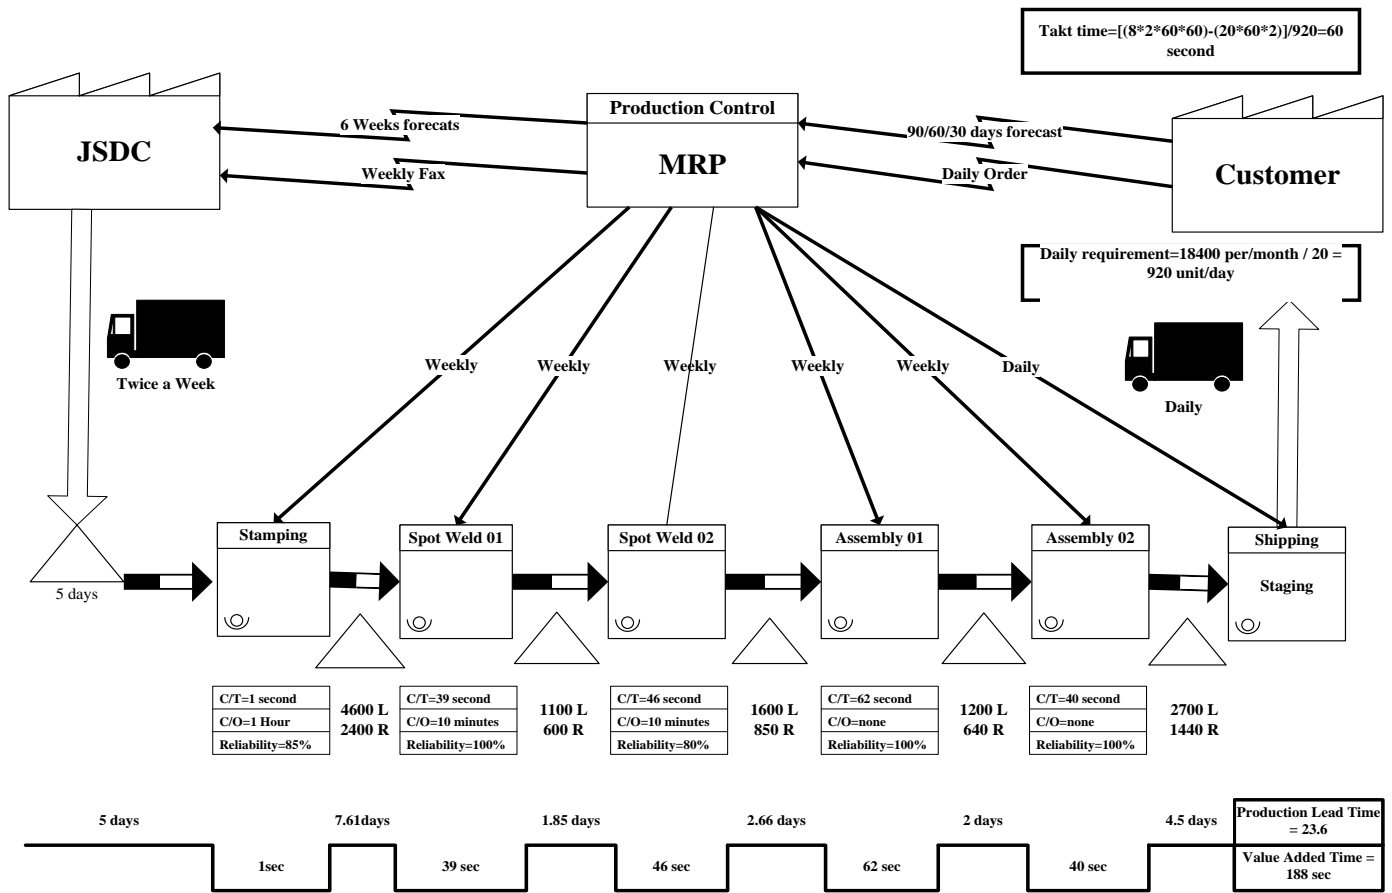 Takt time=[(8*2*60*60)-(20*60*2)]/920=60
second
JSDC
6 Weeks forecats
Weekly Fax
Production Control
MRP
90/60/30 days forecast
Daily Order
Customer
Daily requirement=18400 per/month / 20 =
920 unit/day
Twice a Week
Weekly
Weekly
Weekly
Weekly
Weekly
Daily
Daily
5 days
Stamping
Spot Weld 01
Spot Weld 02
Assembly 01
Assembly 02
Shipping
Staging
C/T=1 second
C/O=1 Hour
Reliability=85%
4600 L
2400 R
C/T=39 second
C/O=10 minutes
Reliability=100%
1100 L
600 R
C/T=46 second
C/O=10 minutes
Reliability=80%
1600 L
850 R
C/T=62 second
C/O=none
Reliability=100%
1200 L
640 R
C/T=40 second
C/O=none
Reliability=100%
2700 L
1440 R
5 days
7.61days
1.85 days
2.66 days
2 days
4.5 days
Production Lead Time
= 23.6
1sec
39 sec
46 sec
62 sec
40 sec
Value Added Time =
188 sec